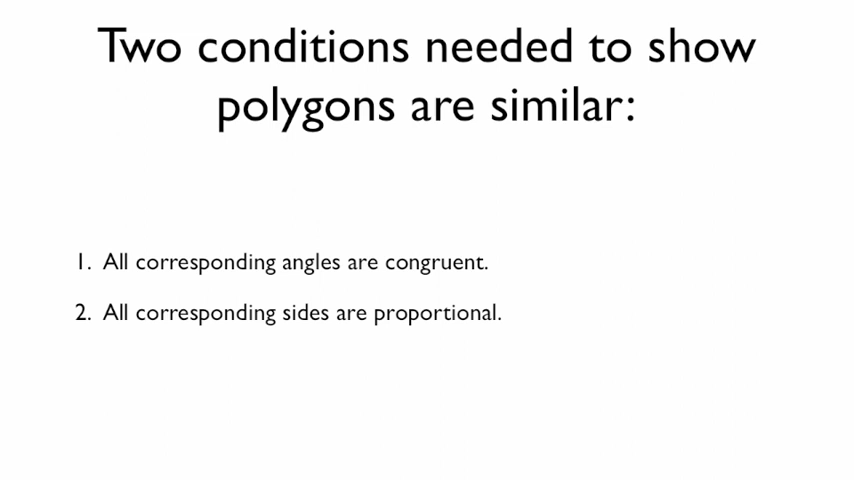 Two conditions needed to show
polygons are similar:
1. All corresponding angles are congruent.
2. All corresponding sides are proportional.